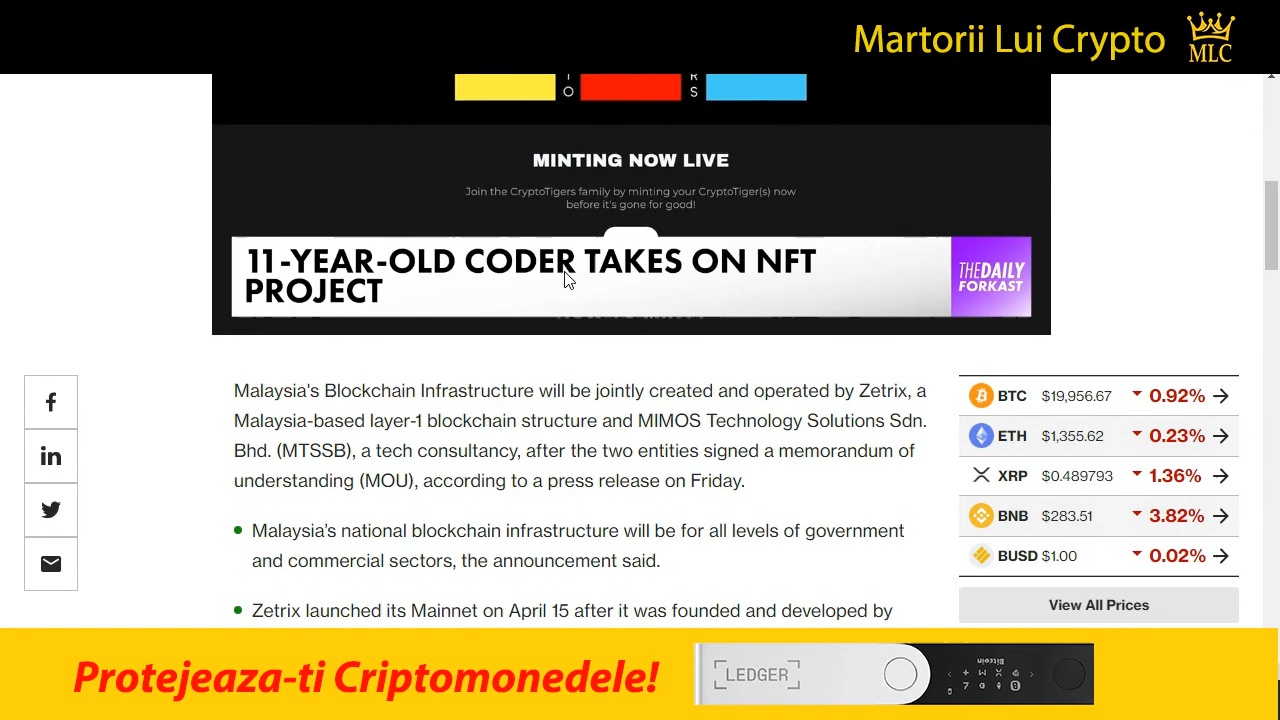 Martorii Lui Crypto
MLC
T R
O S
MINTING NOW LIVE
Join the CryptoTigers family by minting your CryptoTiger(s) now
before it's gone for good!
11-YEAR-OLD CODER TAKES ON NFT
PROJECT
THE DAILY
FORKAST
Malaysia's Blockchain Infrastructure will be jointly created and operated by Zetrix, a
Malaysia-based layer-1 blockchain structure and MIMOS Technology Solutions Sdn.
Bhd. (MTSSB), a tech consultancy, after the two entities signed a memorandum of
understanding (MOU), according to a press release on Friday.
Malaysia’s national blockchain infrastructure will be for all levels of government
and commercial sectors, the announcement said.
Zetrix launched its Mainnet on April 15 after it was founded and developed by
BTC $19,956.67 0.92%
ETH $1,355.62 0.23%
XRP $0.489793 1.36%
BNB $283.51 3.82%
BUSD $1.00 0.02%
View All Prices
Protejeaza-ti Criptomonedele!
LEDGER
Bitcoin